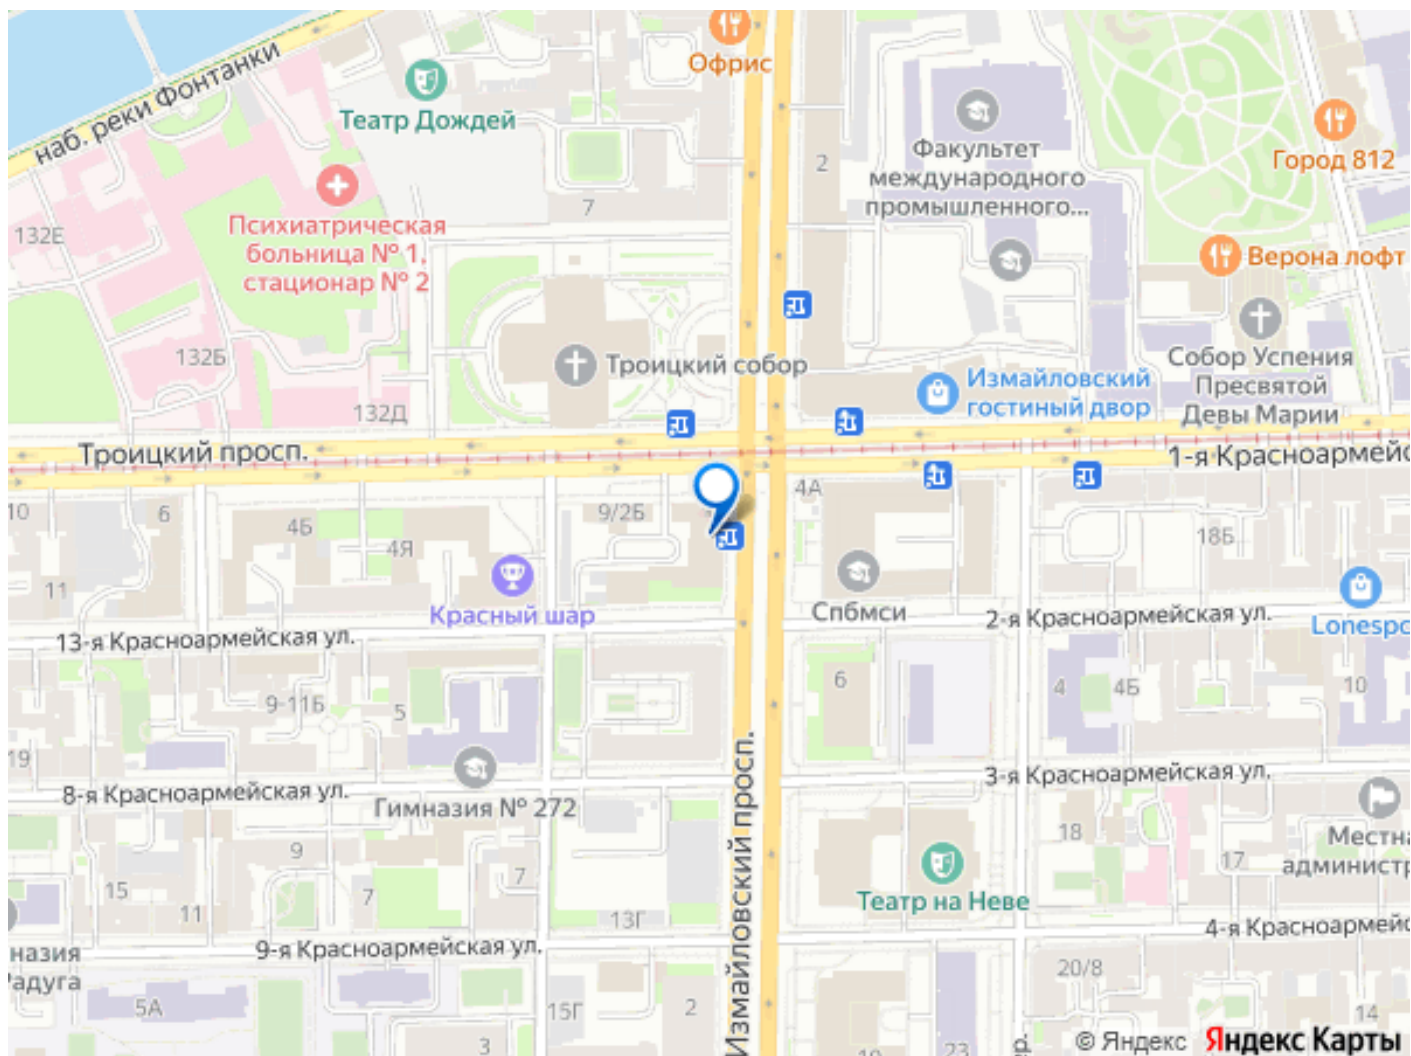 Офрис
наб. реки Фонтанки
Театр Дождей
Факультет
международного
промышленного...
2
Город 812
Психиатрическая
больница № 1,
стационар № 2
132Е
7
Верона лофт
132Б
Троицкий собор
Собор Успения
Пресвятой
Девы Марии
Измайловский
гостиный двор
132Д
Троицкий просп.
1-я Красноармейс
10
6
4Б
4Я
9/2Б
4А
18Б
11
Красный шар
Спбмси
2-я Красноармейская ул.
Lonespo
13-я Красноармейская ул.
9-11Б
5
6
4
4Б
10
19
Гимназия № 272
3-я Красноармейская ул.
8-я Красноармейская ул.
Измайловский просп.
18
Местна
администр
17
9
7
7
15
11
13Г
Театр на Неве
4-я Красноармейс
9-я Красноармейская ул.
назия
Радуга
20/8
5А
15Г
2
14
3
19
23
© Яндекс Яндекс Карты